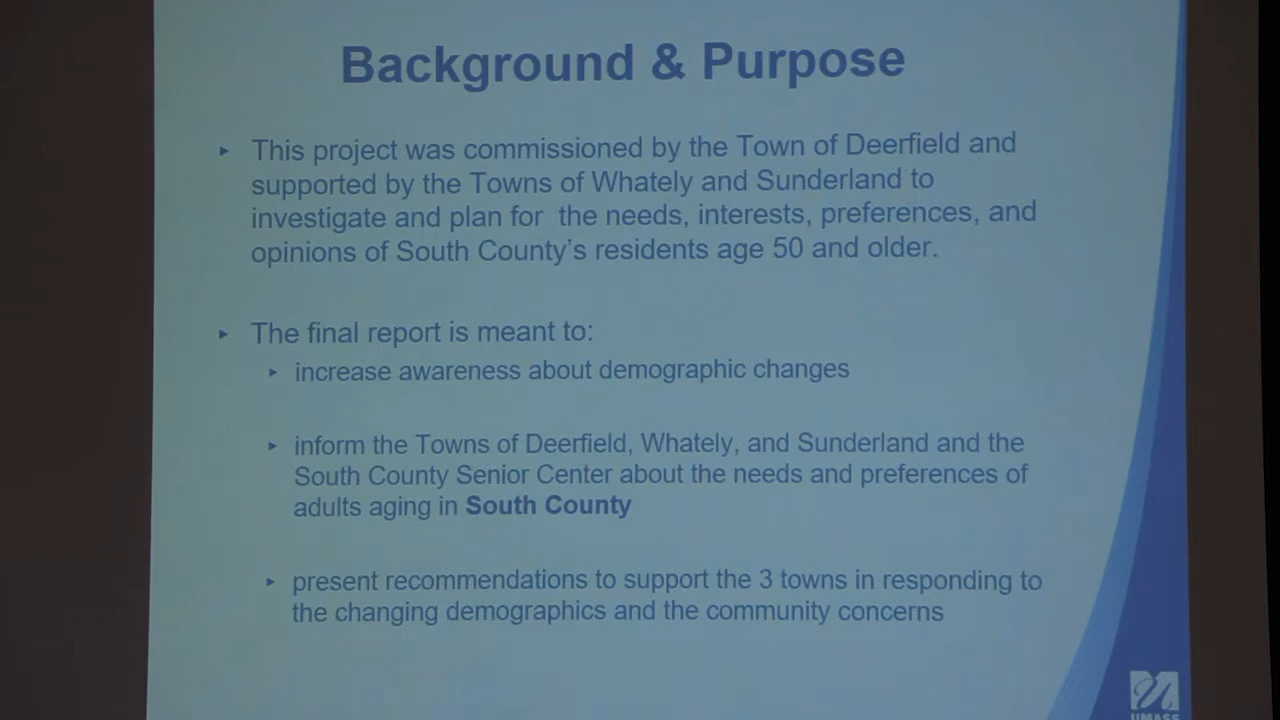 Background & Purpose
‣ This project was commissioned by the Town of Deerfield and
supported by the Towns of Whately and Sunderland to
investigate and plan for the needs, interests, preferences, and
opinions of South County's residents age 50 and older.
‣ The final report is meant to:
‣ increase awareness about demographic changes
‣ inform the Towns of Deerfield, Whately, and Sunderland and the
South County Senior Center about the needs and preferences of
adults aging in South County
‣ present recommendations to support the 3 towns in responding to
the changing demographics and the community concerns
UMASS